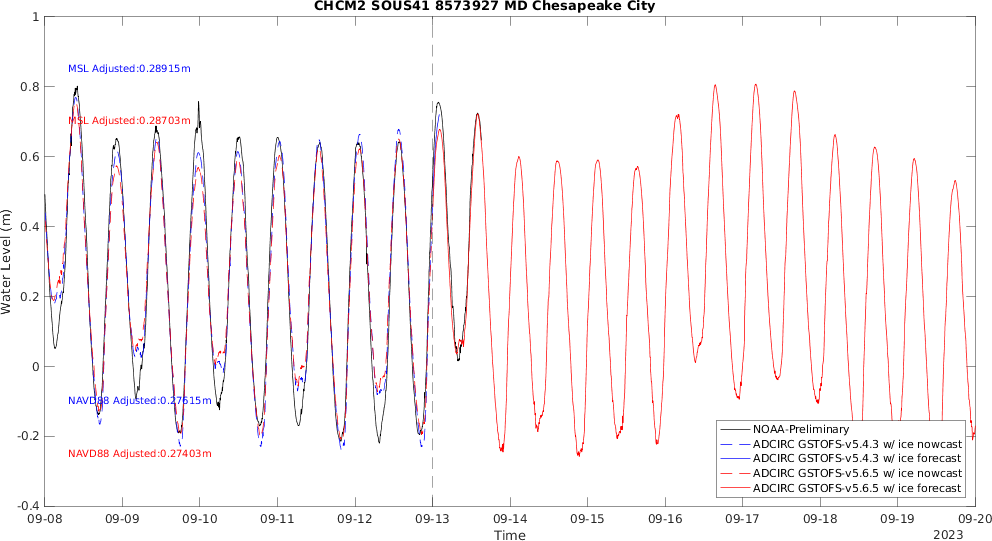 CHCM2 SOUS41 8573927 MD Chesapeake City
1
0.8
0.6
0.4
0.2
0
-0.2
-0.4
Water Level (m)
MSL Adjusted:0.28915m
MSL Adjusted:0.28703m
NAVD88 Adjusted:0.27615m
NAVD88 Adjusted:0.27403m
NOAA-Preliminary
ADCIRC GSTOFS-v5.4.3 w/ ice nowcast
ADCIRC GSTOFS-v5.4.3 w/ ice forecast
ADCIRC GSTOFS-v5.6.5 w/ ice nowcast
ADCIRC GSTOFS-v5.6.5 w/ ice forecast
09-08 09-09 09-10 09-11 09-12 09-13 09-14 09-15 09-16 09-17 09-18 09-19 09-20
Time
2023